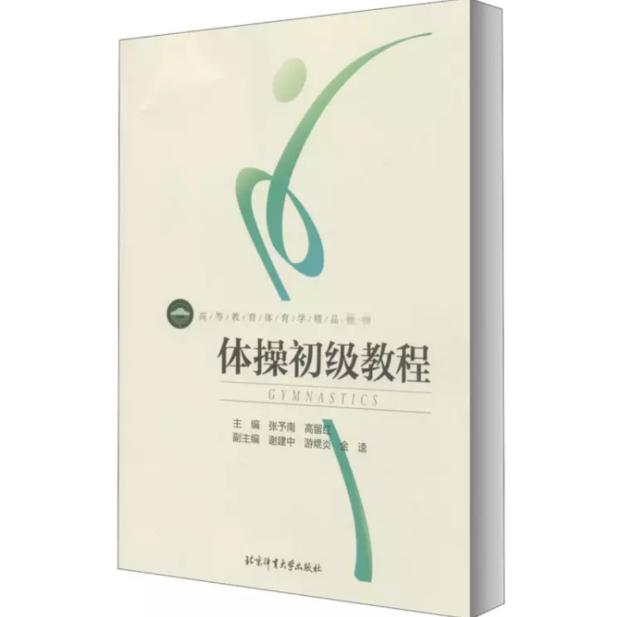 高/等/教/育/体/育/学/精/品/教/材
体操初级教程
GYMNASTICS
主 编 张予南 高留红
副主编 谢建中 游焜炎 金逵
北京体育大学出版社